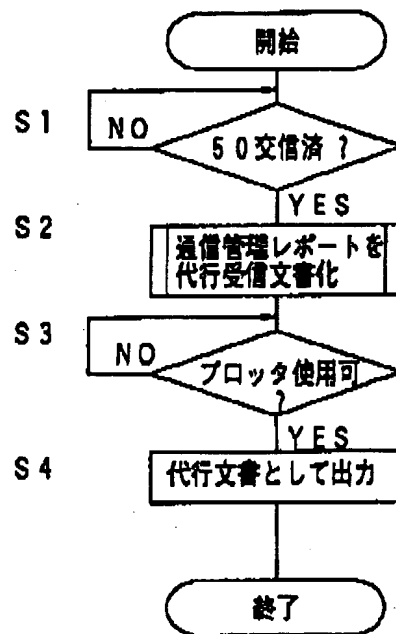 開始
S1
NO
50交信済?
YES
S2
通信管理レポートを
代行受信文書化
S3
NO
プロッタ使用可
?
YES
S4
代行文書として出力
終了